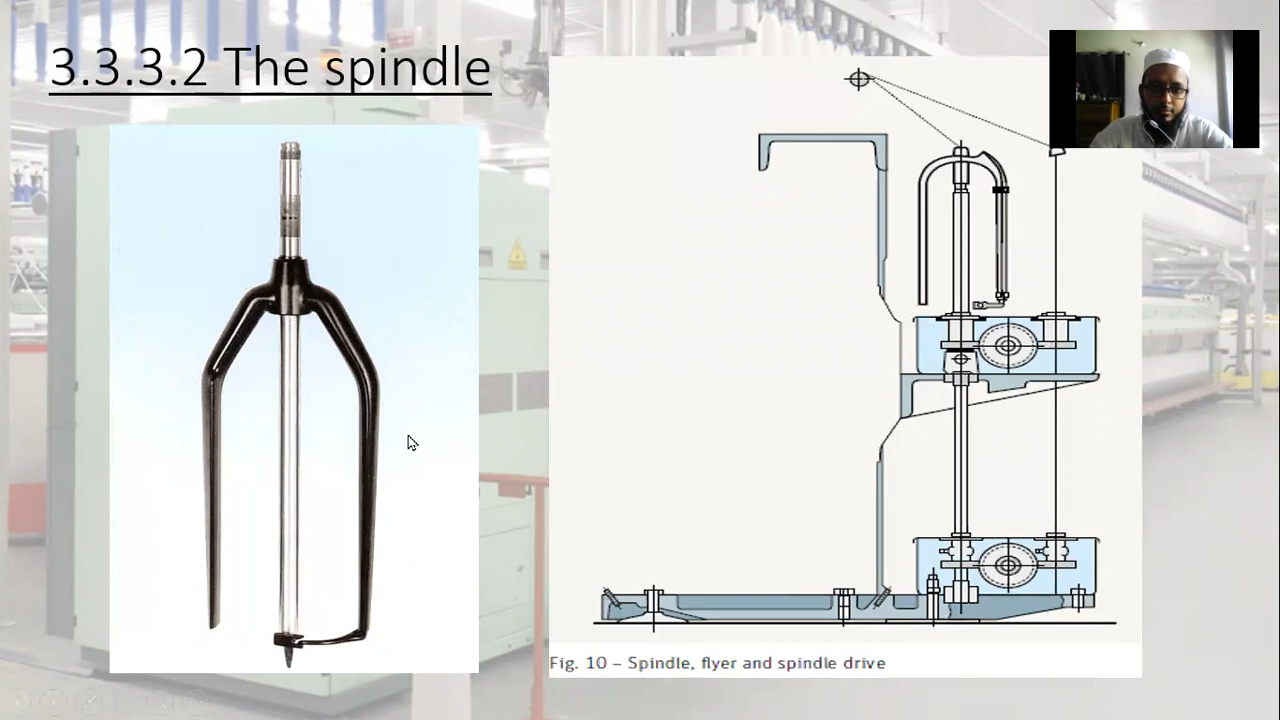 3.3.3.2 The spindle
Fig. 10 – Spindle, flyer and spindle drive